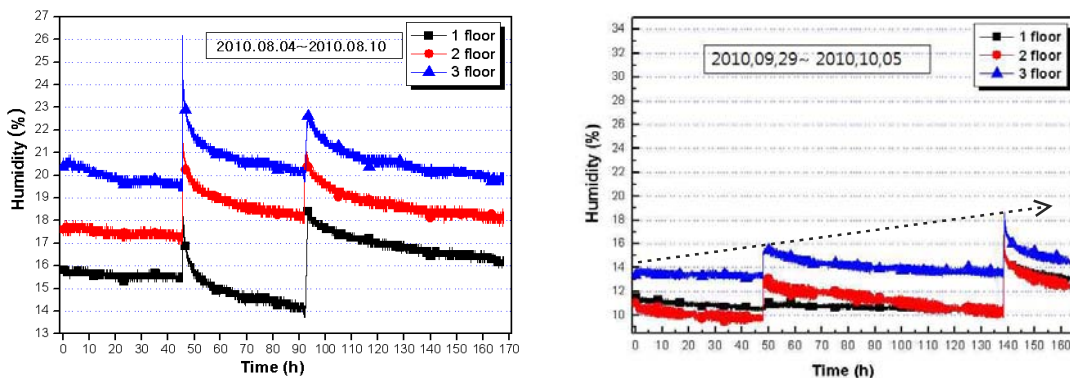 27
26
25
24
23
22
21
20
19
18
17
16
15
14
13
Humidity (%)
2010.08.04~2010.08.10
1 floor
2 floor
3 floor
0 10 20 30 40 50 60 70 80 90 100 110 120 130 140 150 160 170
Time (h)
34
32
30
28
26
24
22
20
18
16
14
12
10
Humidity (%)
2010,09,29~ 2010,10,05
1 floor
2 floor
3 floor
0 10 20 30 40 50 60 70 80 90 100 110 120 130 140 150 160
Time (h)